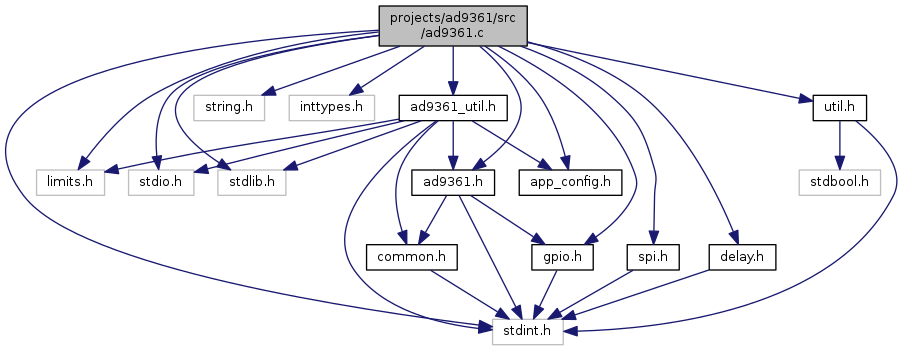 projects/ad9361/src
/ad9361.c
string.h
inttypes.h
ad9361_util.h
util.h
limits.h
stdio.h
stdlib.h
ad9361.h
app_config.h
stdbool.h
common.h
gpio.h
spi.h
delay.h
stdint.h